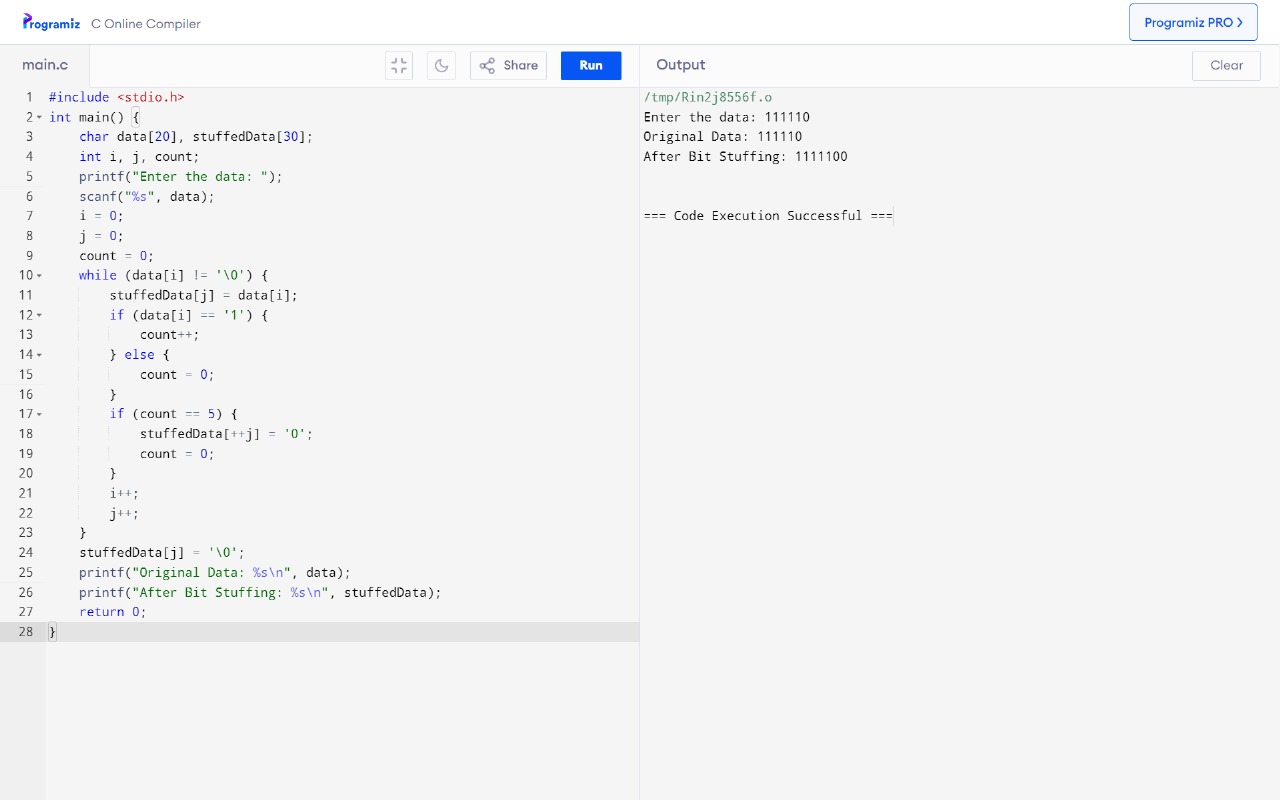 Programiz C Online Compiler
Programiz PRO >
main.c
Share
Run
Output
Clear
1 #include <stdio.h>
2 int main() {
3     char data[20], stuffedData[30];
4     int i, j, count;
5     printf("Enter the data: ");
6     scanf("%s", data);
7     i = 0;
8     j = 0;
9     count = 0;
10     while (data[i] != '\0') {
11         stuffedData[j] = data[i];
12         if (data[i] == '1') {
13             count++;
14         } else {
15             count = 0;
16         }
17         if (count == 5) {
18             stuffedData[++j] = '0';
19             count = 0;
20         }
21         i++;
22         j++;
23     }
24     stuffedData[j] = '\0';
25     printf("Original Data: %s\n", data);
26     printf("After Bit Stuffing: %s\n", stuffedData);
27     return 0;
28 }
/tmp/Rin2j8556f.o
Enter the data: 111110
Original Data: 111110
After Bit Stuffing: 1111100
=== Code Execution Successful ===